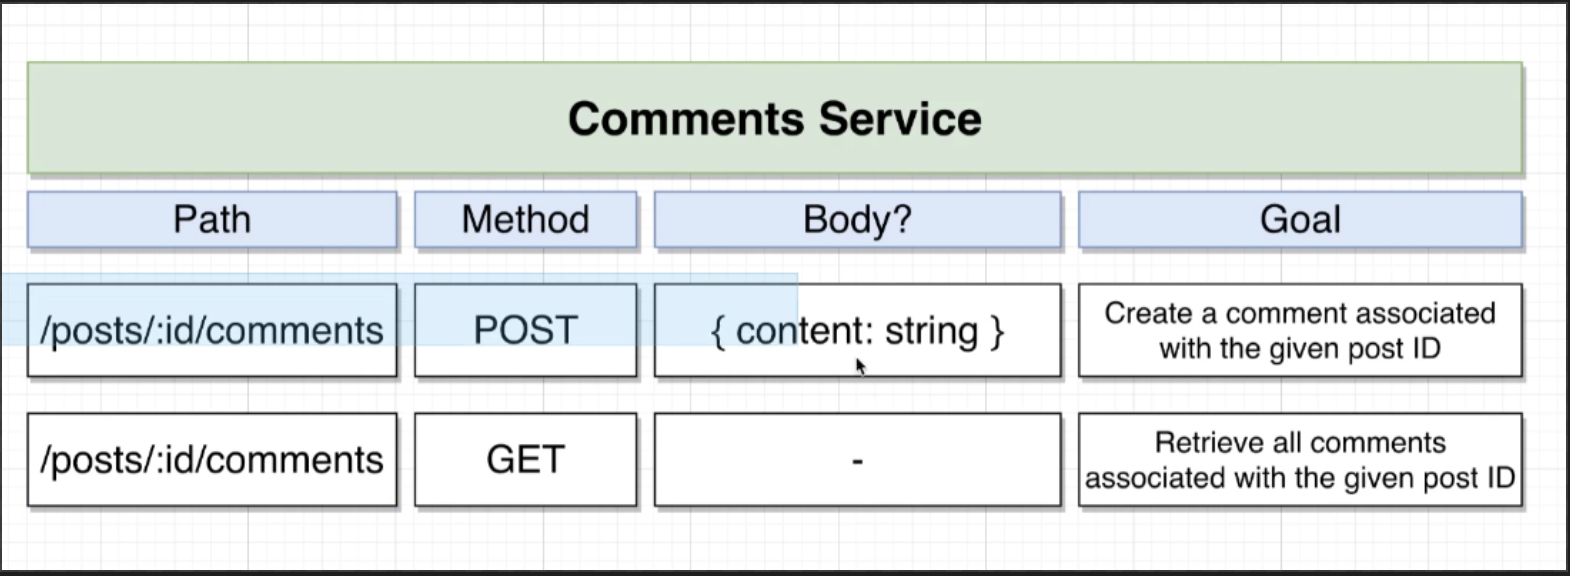 Comments Service
Path
Method
Body?
Goal
/posts/:id/comments
POST
{ content: string }
Create a comment associated
with the given post ID
/posts/:id/comments
GET
-
Retrieve all comments
associated with the given post ID